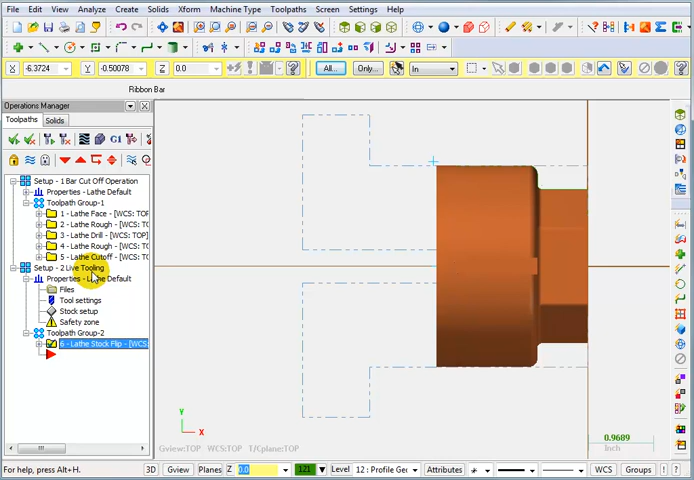 File Edit View Analyze Create Solids Xform Machine Type Toolpaths Screen Settings Help
X -6.3724 Y -0.50078 Z 0.0 All... Only... In
Ribbon Bar
Operations Manager
Toolpaths Solids
G1
Setup - 1 Bar Cut Off Operation
Properties - Lathe Default
Toolpath Group-1
1 - Lathe Face - [WCS: TOP
2 - Lathe Rough - [WCS: TC
3 - Lathe Drill - [WCS: TOP]
4 - Lathe Rough - [WCS: TC
5 - Lathe Cutoff - [WCS: TC
Setup - 2 Live Tooling
Properties - Lathe Default
Files
Tool settings
Stock setup
Safety zone
Toolpath Group-2
6 - Lathe Stock Flip - [WCS:
Y
X
0.9689
Inch
Gview:TOP WCS:TOP T/Cplane:TOP
For help, press Alt+H. 3D Gview Planes Z 0.0 121 Level 12 : Profile Ge Attributes WCS Groups ! ?